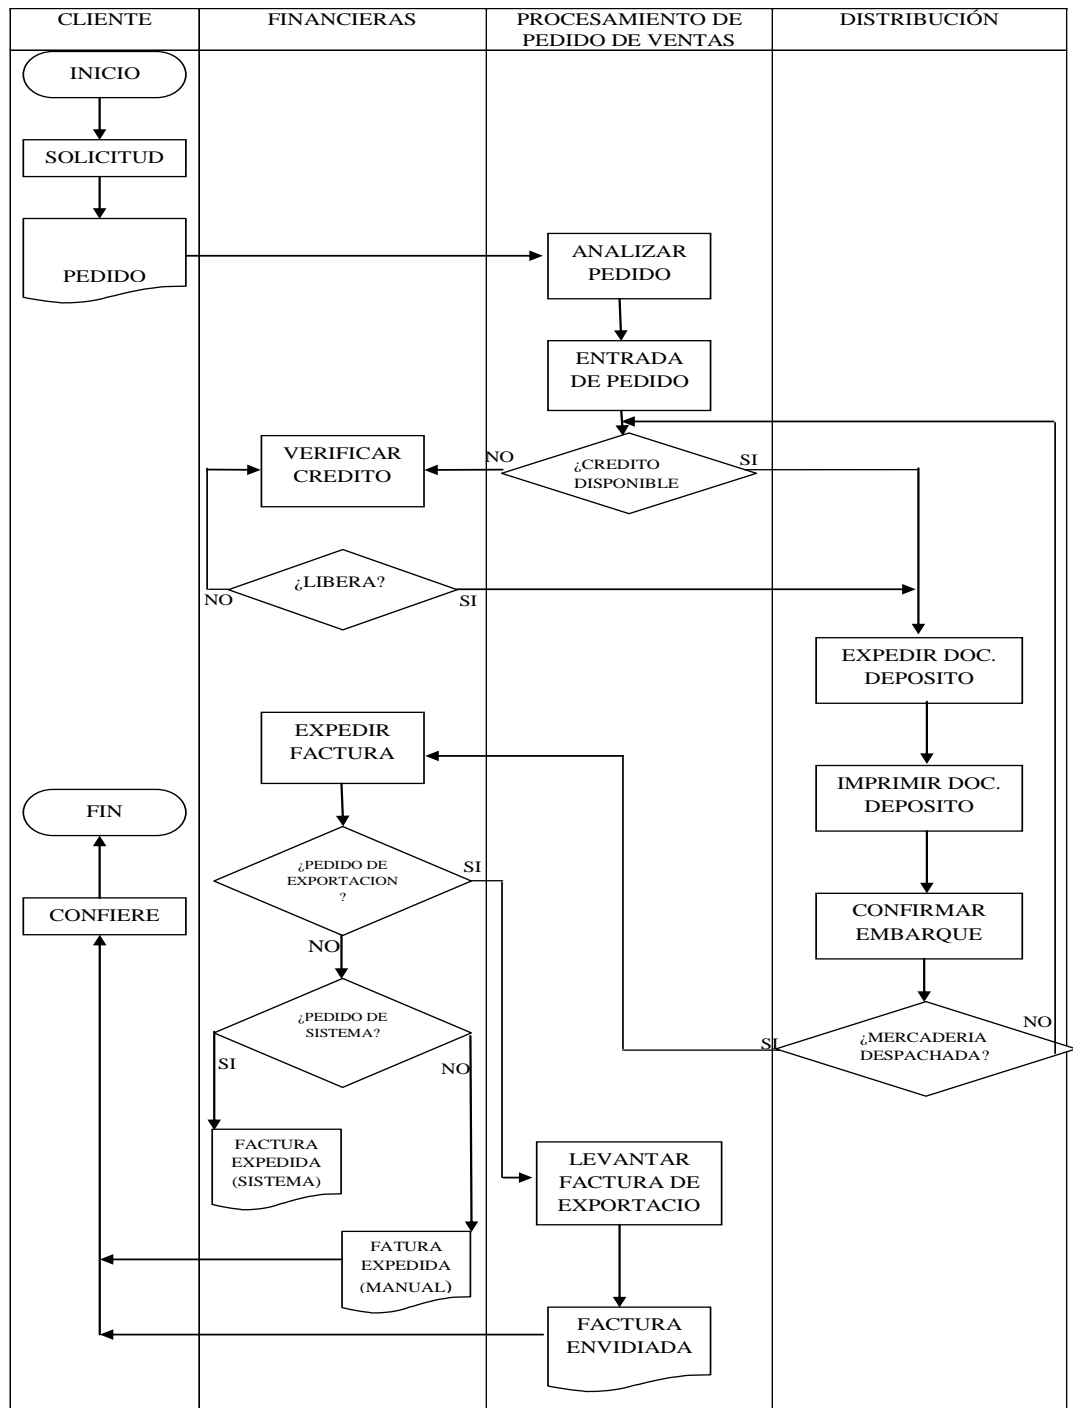 CLIENTE
FINANCIERAS
PROCESAMIENTO DE
PEDIDO DE VENTAS
DISTRIBUCIÓN
INICIO
SOLICITUD
PEDIDO
ANALIZAR
PEDIDO
ENTRADA
DE PEDIDO
VERIFICAR
CREDITO
NO
¿CREDITO
DISPONIBLE
SI
¿LIBERA?
NO
SI
EXPEDIR DOC.
DEPOSITO
EXPEDIR
FACTURA
IMPRIMIR DOC.
DEPOSITO
FIN
¿PEDIDO DE
EXPORTACION
?
SI
CONFIERE
CONFIRMAR
EMBARQUE
NO
¿PEDIDO DE
SISTEMA?
SI
NO
SI
¿MERCADERIA
DESPACHADA?
NO
FACTURA
EXPEDIDA
(SISTEMA)
LEVANTAR
FACTURA DE
EXPORTACIO
FATURA
EXPEDIDA
(MANUAL)
FACTURA
ENVIDIADA